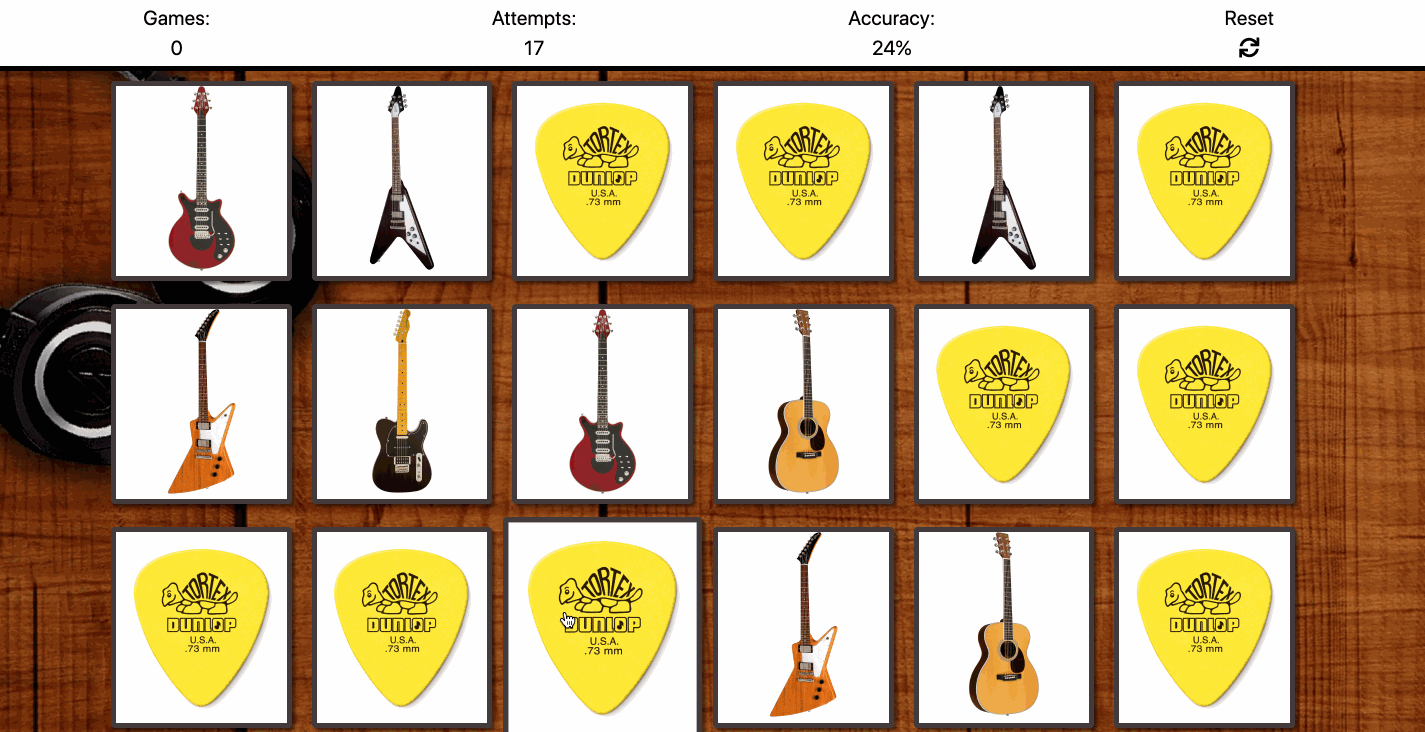 Games:
0
Attempts:
17
Accuracy:
24%
Reset
TORTEX
DUNLOP
U.S.A.
.73 mm
TORTEX
DUNLOP
U.S.A.
.73 mm
TORTEX
DUNLOP
U.S.A.
.73 mm
TORTEX
DUNLOP
U.S.A.
.73 mm
TORTEX
DUNLOP
U.S.A.
.73 mm
TORTEX
DUNLOP
U.S.A.
.73 mm
TORTEX
DUNLOP
U.S.A.
.73 mm
TORTEX
DUNLOP
U.S.A.
.73 mm
TORTEX
DUNLOP
U.S.A.
.73 mm